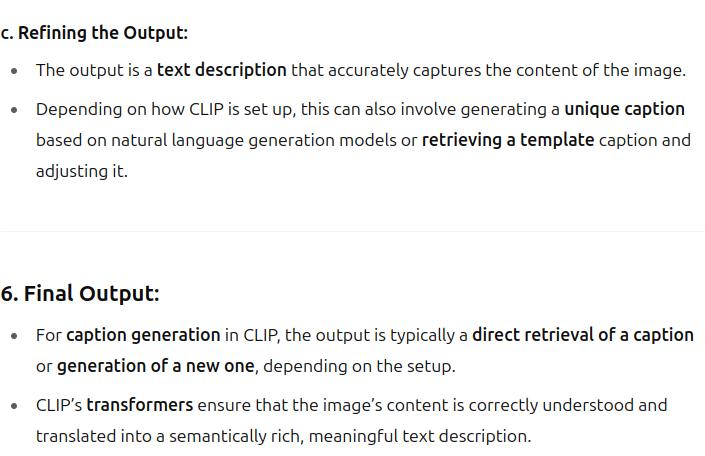 c. Refining the Output:
The output is a text description that accurately captures the content of the image.
Depending on how CLIP is set up, this can also involve generating a unique caption
based on natural language generation models or retrieving a template caption and
adjusting it.
6. Final Output:
For caption generation in CLIP, the output is typically a direct retrieval of a caption
or generation of a new one, depending on the setup.
CLIP’s transformers ensure that the image’s content is correctly understood and
translated into a semantically rich, meaningful text description.